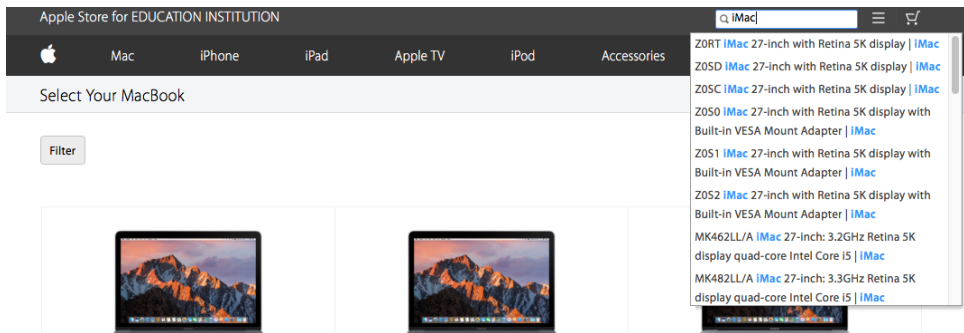 Apple Store for EDUCATION INSTITUTION
iMac
Mac iPhone iPad Apple TV iPod Accessories
Select Your MacBook
Filter
Z0RT iMac 27-inch with Retina 5K display | iMac
Z0SD iMac 27-inch with Retina 5K display | iMac
Z0SC iMac 27-inch with Retina 5K display | iMac
Z0S0 iMac 27-inch with Retina 5K display with
Built-in VESA Mount Adapter | iMac
Z0S1 iMac 27-inch with Retina 5K display with
Built-in VESA Mount Adapter | iMac
Z0S2 iMac 27-inch with Retina 5K display with
Built-in VESA Mount Adapter | iMac
MK462LL/A iMac 27-inch: 3.2GHz Retina 5K
display quad-core Intel Core i5 | iMac
MK482LL/A iMac 27-inch: 3.3GHz Retina 5K
display quad-core Intel Core i5 | iMac